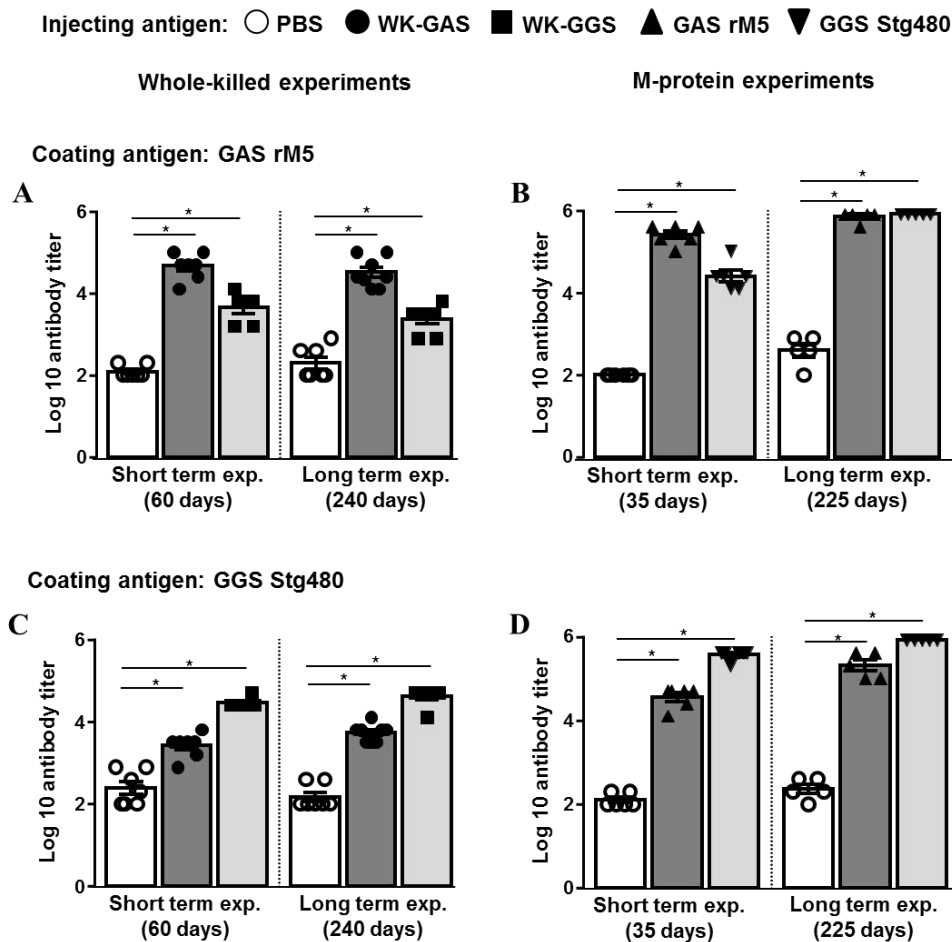 Injecting antigen: PBS WK-GAS WK-GGS GAS rM5 GGS Stg480
Whole-killed experiments
M-protein experiments
Coating antigen: GAS rM5
A
Log 10 antibody titer
6
4
2
0
* * * *
Short term exp.
(60 days)
Long term exp.
(240 days)
B
Log 10 antibody titer
6
4
2
0
* * * *
Short term exp.
(35 days)
Long term exp.
(225 days)
Coating antigen: GGS Stg480
C
Log 10 antibody titer
6
4
2
0
* * * *
Short term exp.
(60 days)
Long term exp.
(240 days)
D
Log 10 antibody titer
6
4
2
0
* * * *
Short term exp.
(35 days)
Long term exp.
(225 days)